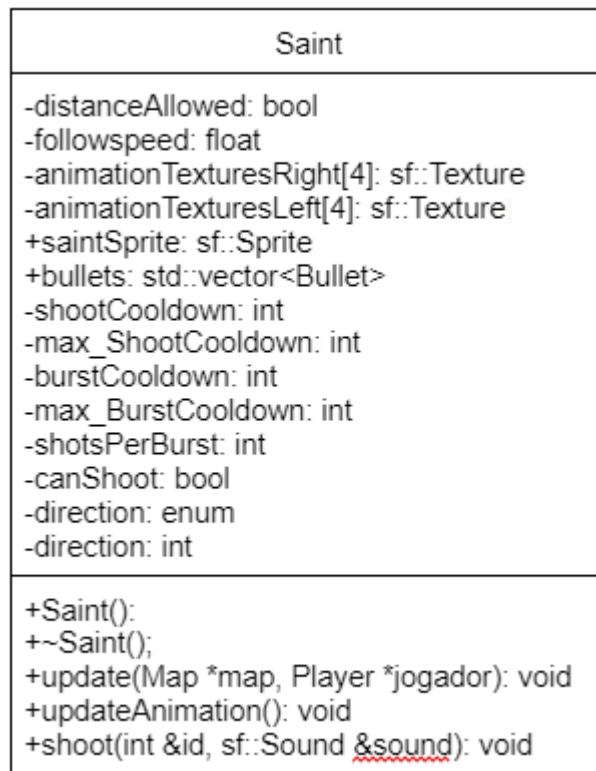 Saint
-distanceAllowed: bool
-followspeed: float
-animationTexturesRight[4]: sf::Texture
-animationTexturesLeft[4]: sf::Texture
+saintSprite: sf::Sprite
+bullets: std::vector<Bullet>
-shootCooldown: int
-max_ShootCooldown: int
-burstCooldown: int
-max_BurstCooldown: int
-shotsPerBurst: int
-canShoot: bool
-direction: enum
-direction: int
+Saint():
+~Saint();
+update(Map *map, Player *jogador): void
+updateAnimation(): void
+shoot(int &id, sf::Sound &sound): void